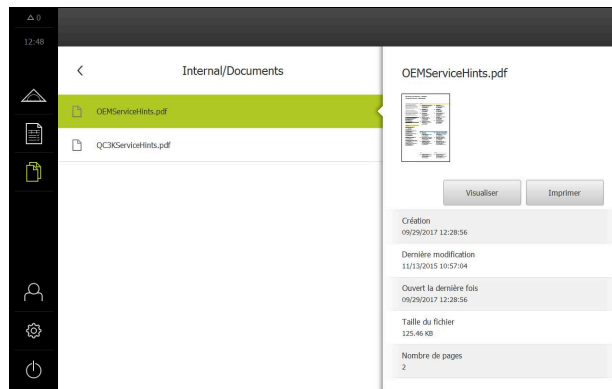 0
12:48
Internal/Documents
OEMServiceHints.pdf
QC3KServiceHints.pdf
OEMServiceHints.pdf
Visualiser
Imprimer
Création
09/29/2017 12:28:56
Dernière modification
11/13/2015 10:57:04
Ouvert la dernière fois
09/29/2017 12:28:56
Taille du fichier
125.46 KB
Nombre de pages
2